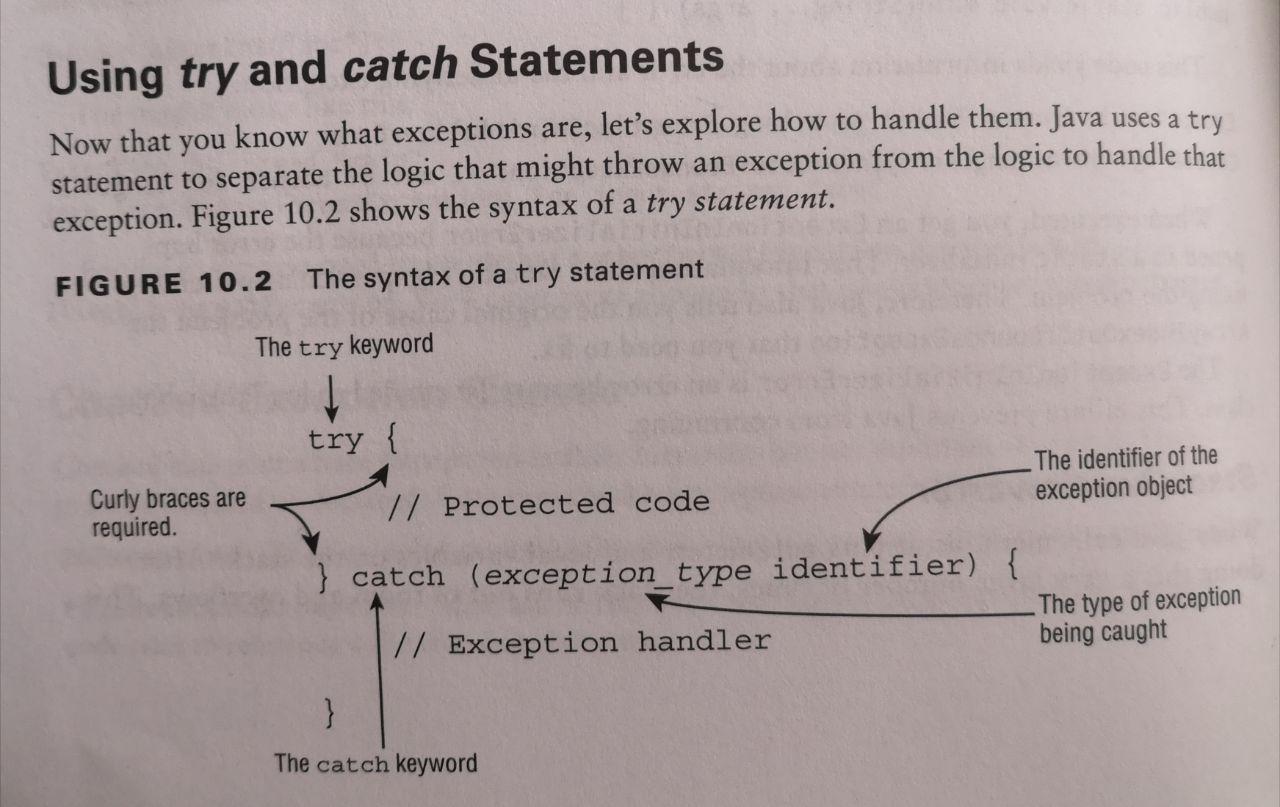 Using try and catch Statements
Now that you know what exceptions are, let's explore how to handle them. Java uses a try
statement to separate the logic that might throw an exception from the logic to handle that
exception. Figure 10.2 shows the syntax of a try statement.
FIGURE 10.2 The syntax of a try statement
The try keyword
try {
Curly braces are
required.
// Protected code
The identifier of the
exception object
} catch (exception_type identifier) {
The type of exception
being caught
// Exception handler
}
The catch keyword